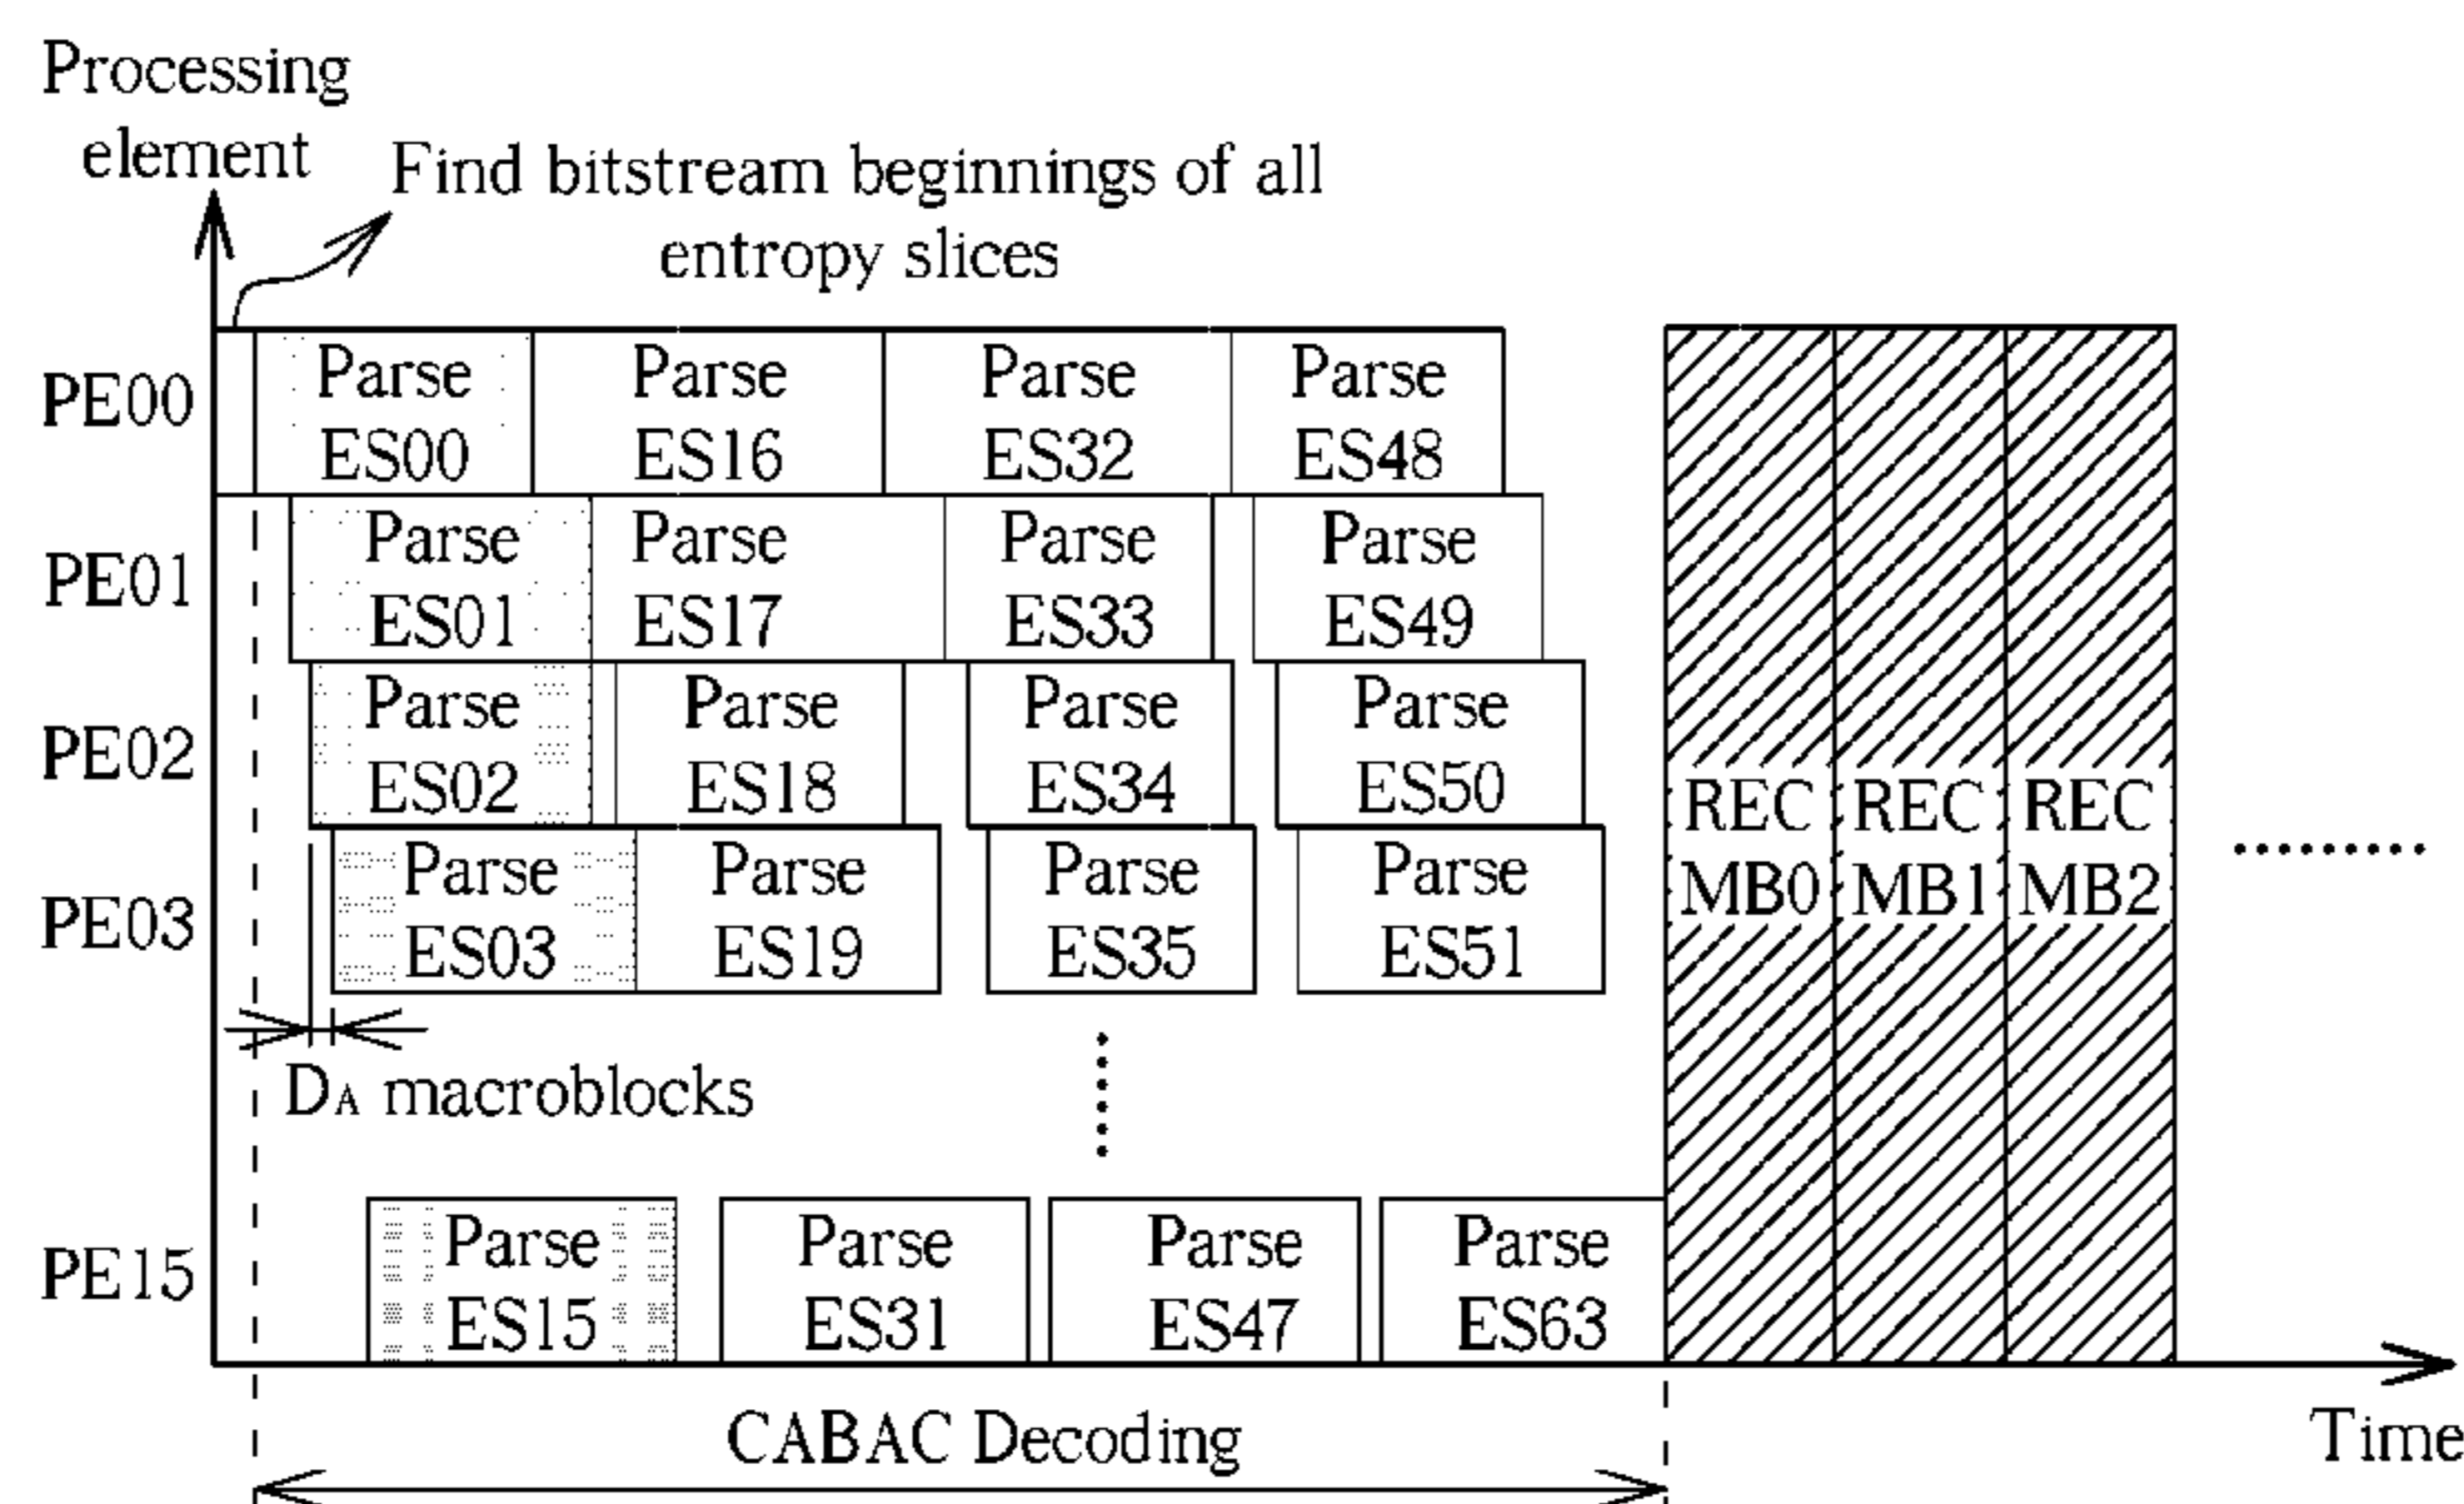 Processing
element
Find bitstream beginnings of all
entropy slices
PE00
Parse
ES00
Parse
ES16
Parse
ES32
Parse
ES48
PE01
Parse
ES01
Parse
ES17
Parse
ES33
Parse
ES49
PE02
Parse
ES02
Parse
ES18
Parse
ES34
Parse
ES50
PE03
Parse
ES03
Parse
ES19
Parse
ES35
Parse
ES51
REC
MB0
REC
MB1
REC
MB2
DA macroblocks
PE15
Parse
ES15
Parse
ES31
Parse
ES47
Parse
ES63
CABAC Decoding
Time